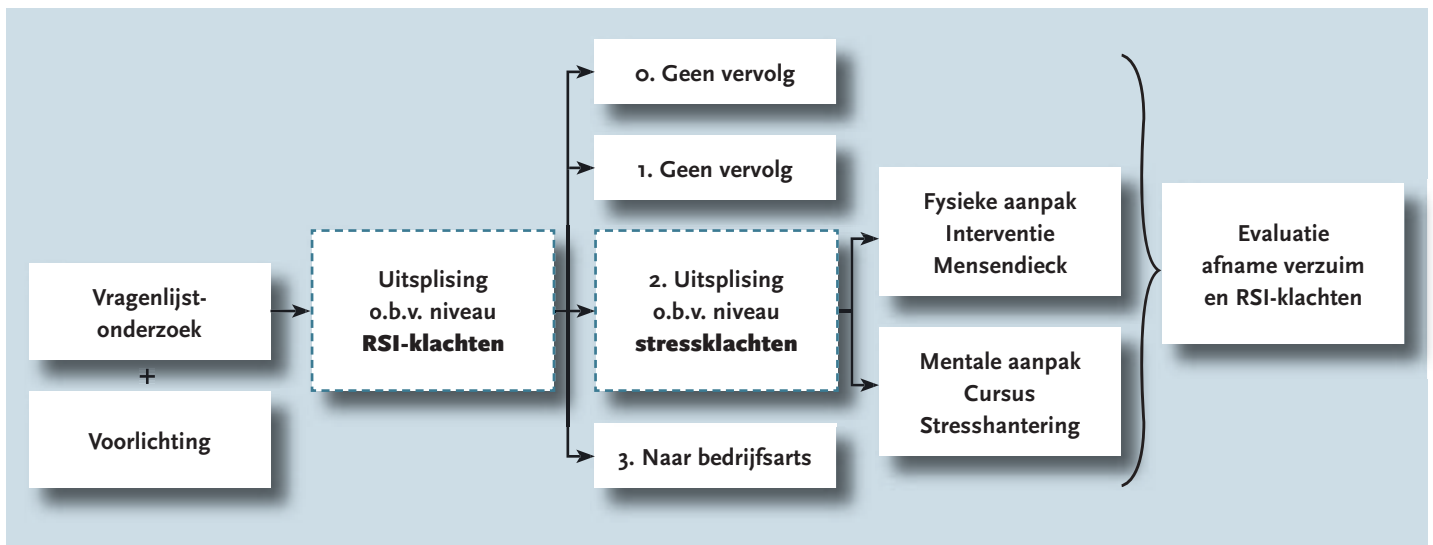 Vragenlijst-
onderzoek
+
Voorlichting
Uitsplising
o.b.v. niveau
RSI-klachten
0. Geen vervolg
1. Geen vervolg
2. Uitsplising
o.b.v. niveau
stressklachten
3. Naar bedrijfsarts
Fysieke aanpak
Interventie
Mensendieck
Mentale aanpak
Cursus
Stresshantering
Evaluatie
afname verzuim
en RSI-klachten